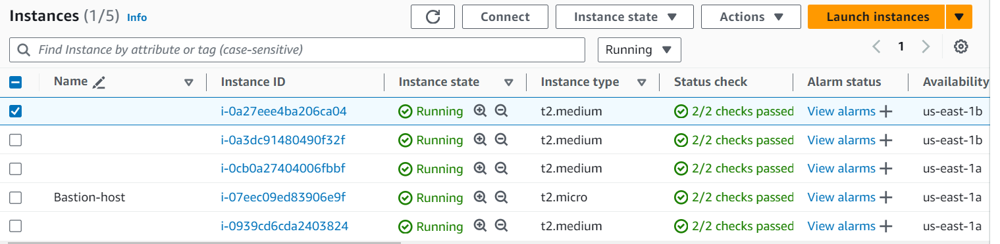 Instances (1/5) Info Connect Instance state Actions Launch instances
Find Instance by attribute or tag (case-sensitive) Running 1
Name Instance ID Instance state Instance type Status check Alarm status Availability
i-0a27eee4ba206ca04 Running t2.medium 2/2 checks passed View alarms us-east-1b
i-0a3dc91480490f32f Running t2.medium 2/2 checks passed View alarms us-east-1b
i-0cb0a27404006fbbf Running t2.medium 2/2 checks passed View alarms us-east-1a
Bastion-host i-07eec09ed83906e9f Running t2.micro 2/2 checks passed View alarms us-east-1a
i-0939cd6cda2403824 Running t2.medium 2/2 checks passed View alarms us-east-1a